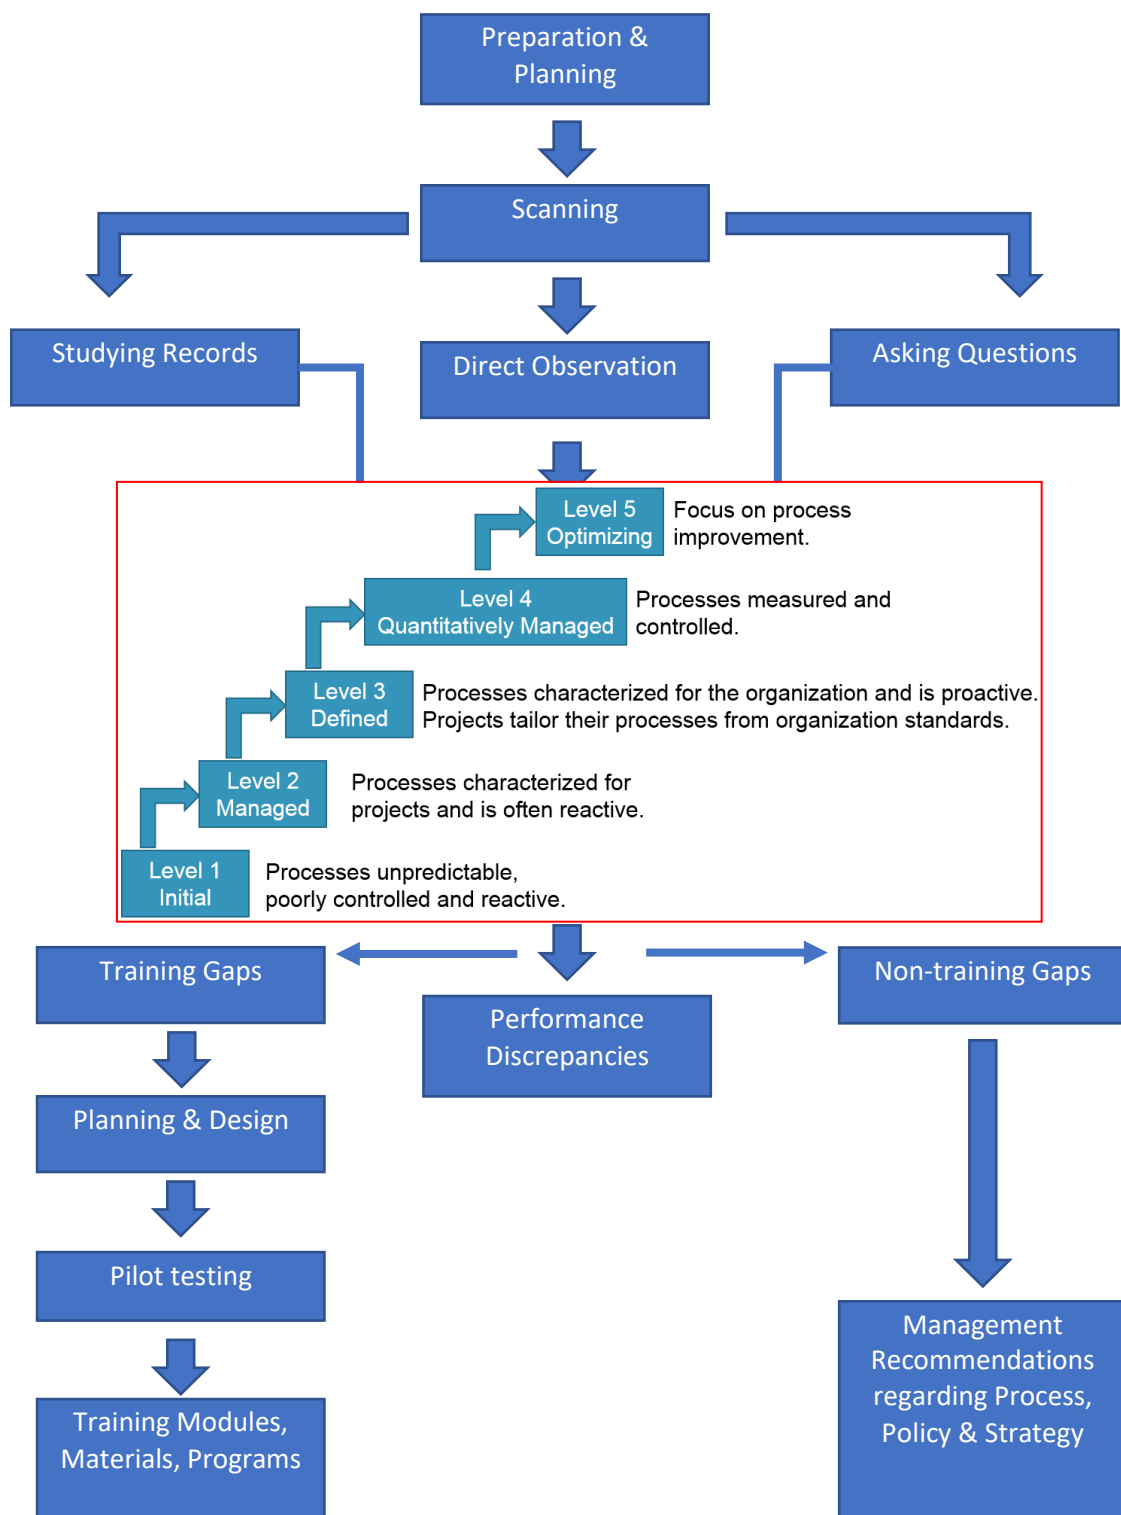 Preparation &
Planning
Scanning
Studying Records
Direct Observation
Asking Questions
Level 5
Optimizing
Focus on process
improvement.
Level 4
Quantitatively Managed
Processes measured and
controlled.
Level 3
Defined
Processes characterized for the organization and is proactive.
Projects tailor their processes from organization standards.
Level 2
Managed
Processes characterized for
projects and is often reactive.
Level 1
Initial
Processes unpredictable,
poorly controlled and reactive.
Training Gaps
Performance
Discrepancies
Non-training Gaps
Planning & Design
Pilot testing
Training Modules,
Materials, Programs
Management
Recommendations
regarding Process,
Policy & Strategy